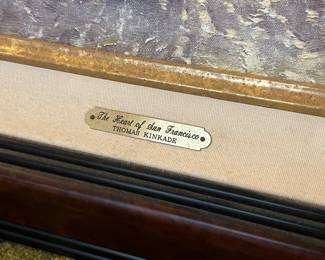 The Heart of San Francisco
THOMAS KINKADE